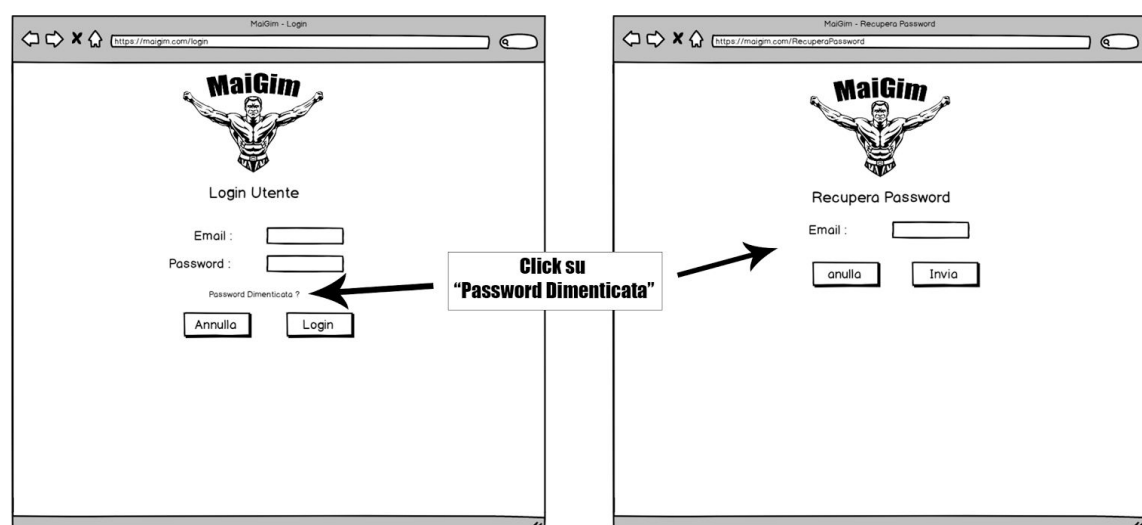 MaiGim - Login
https://maigim.com/login
MaiGim
Login Utente
Email :
Password :
Password Dimenticata ?
Annulla
Login
Click su
“Password Dimenticata”
MaiGim - Recupera Password
https://maigim.com/RecuperaPassword
MaiGim
Recupera Password
Email :
anulla
Invia